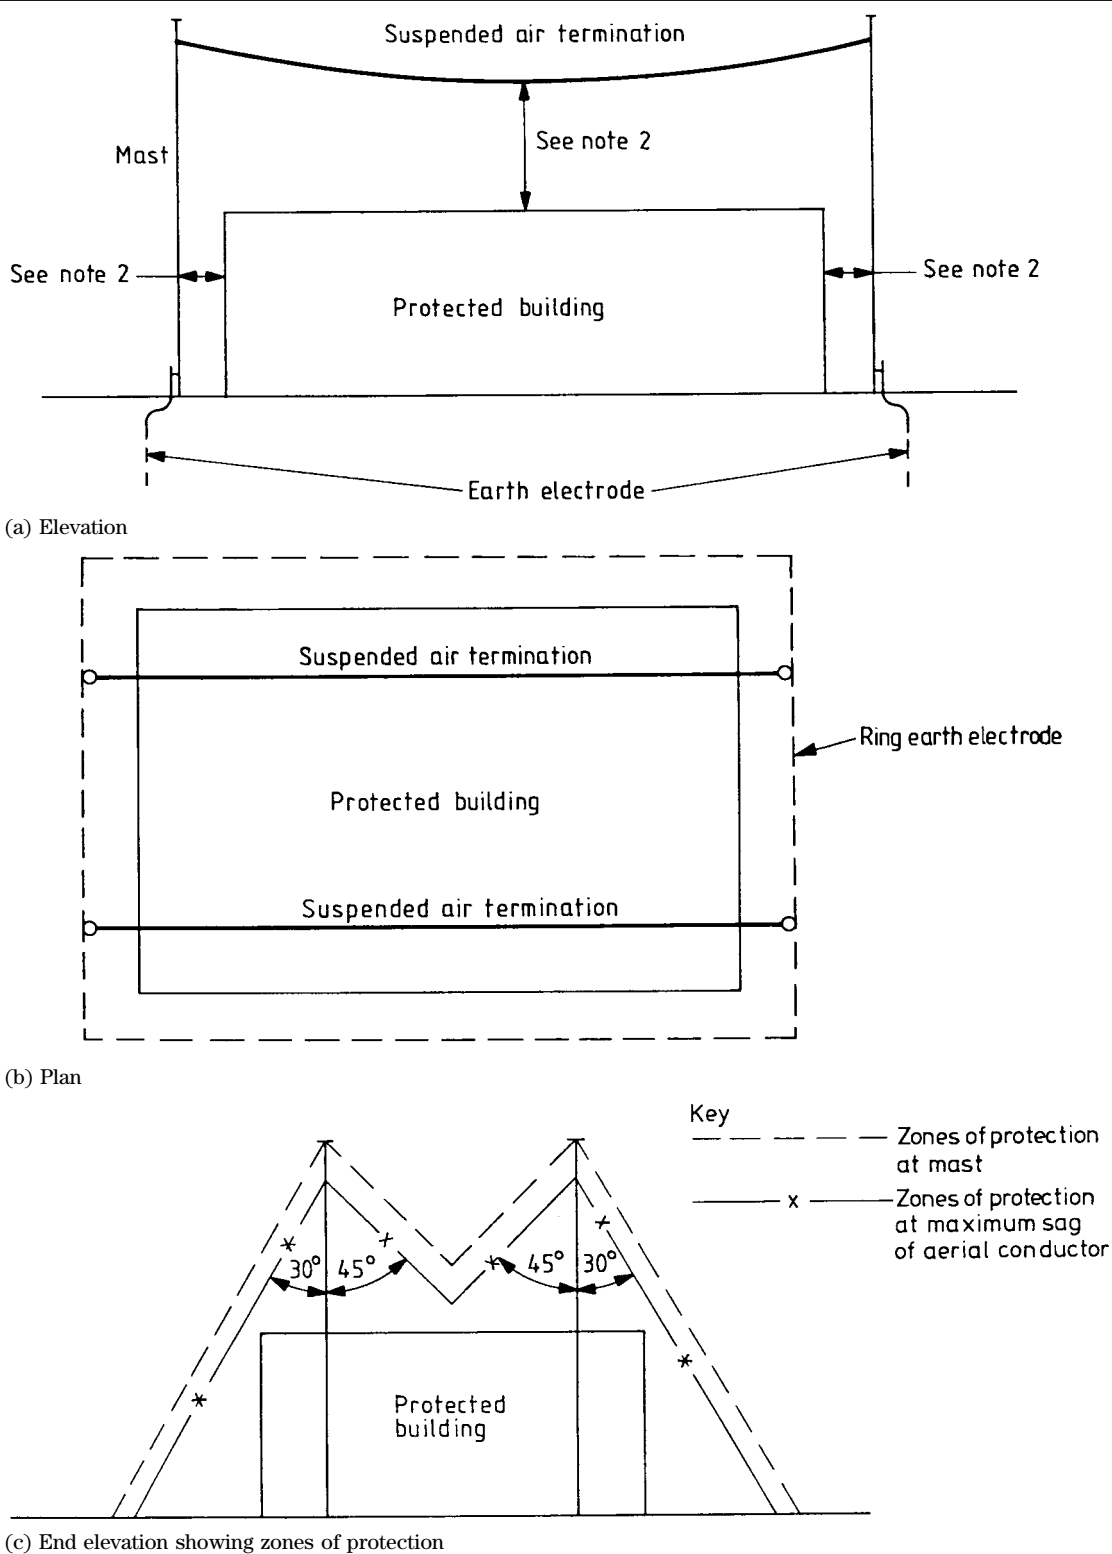 Suspended air termination
See note 2
Mast
See note 2
See note 2
Protected building
Earth electrode
(a) Elevation
Suspended air termination
Ring earth electrode
Protected building
Suspended air termination
(b) Plan
Key
Zones of protection
at mast
Zones of protection
at maximum sag
of aerial conductor
30° 45° 45° 30°
Protected
building
(c) End elevation showing zones of protection